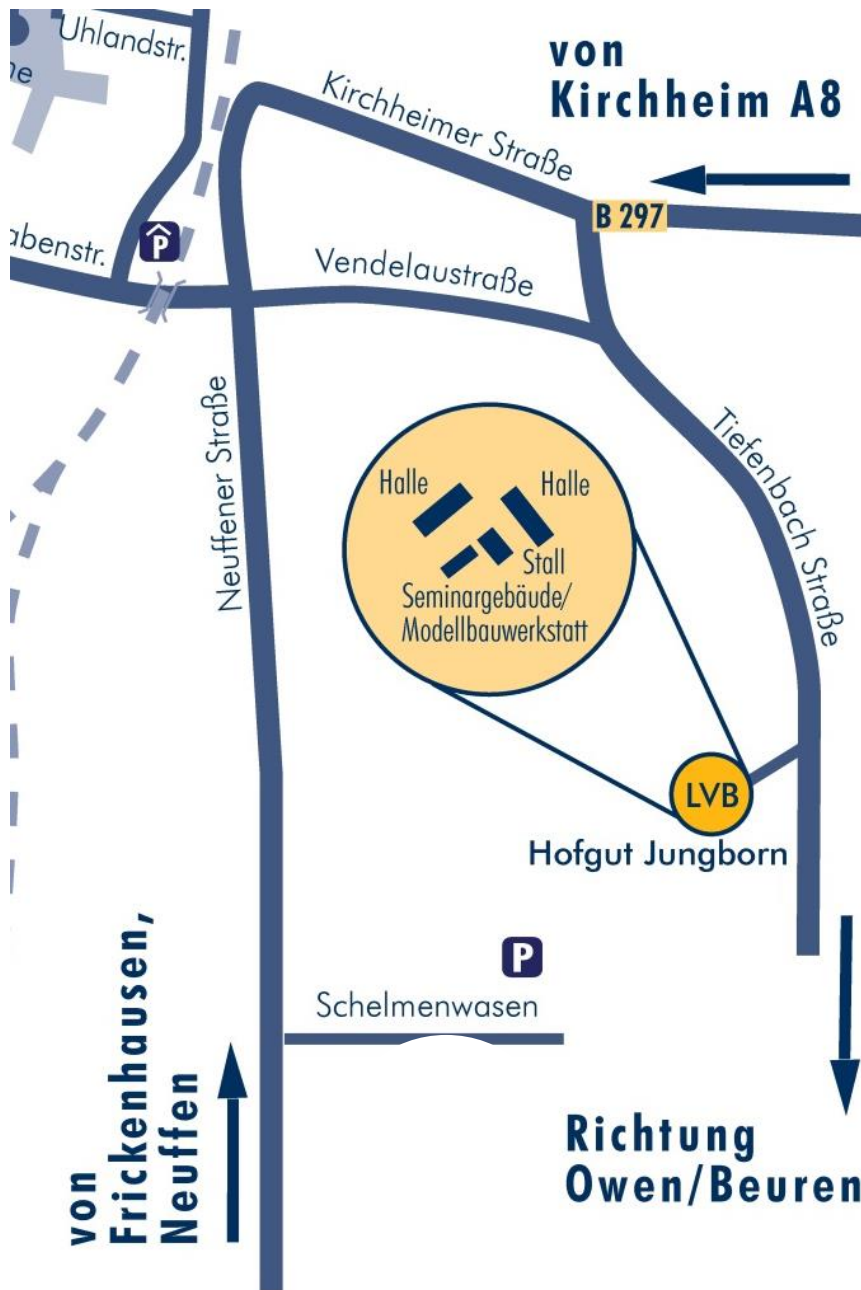 Uhlandstr.
ne
von
Kirchheim A8
Kirchheimer Straße
B 297
P
abenstr.
Vendelaustraße
Neuffener Straße
Tiefenbach Straße
Halle
Halle
Stall
Seminargebäude/
Modellbauwerkstatt
LVB
Hofgut Jungborn
P
Schelmenwasen
von
Frickenhausen,
Neuffen
Richtung
Owen/Beuren